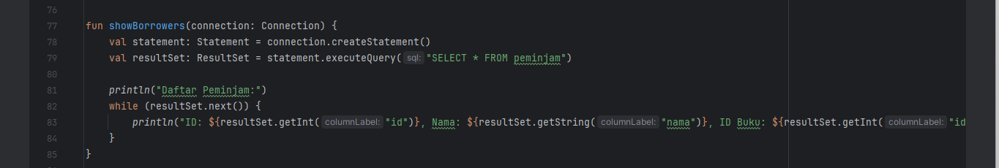 76
77 fun showBorrowers(connection: Connection) {
78 val statement: Statement = connection.createStatement()
79 val resultSet: ResultSet = statement.executeQuery( sql: "SELECT * FROM peminjam")
80
81 println("Daftar Peminjam:")
82 while (resultSet.next()) {
83 println("ID: ${resultSet.getInt( columnLabel: "id")}, Nama: ${resultSet.getString( columnLabel: "nama")}, ID Buku: ${resultSet.getInt( columnLabel: "id
84 }
85 }